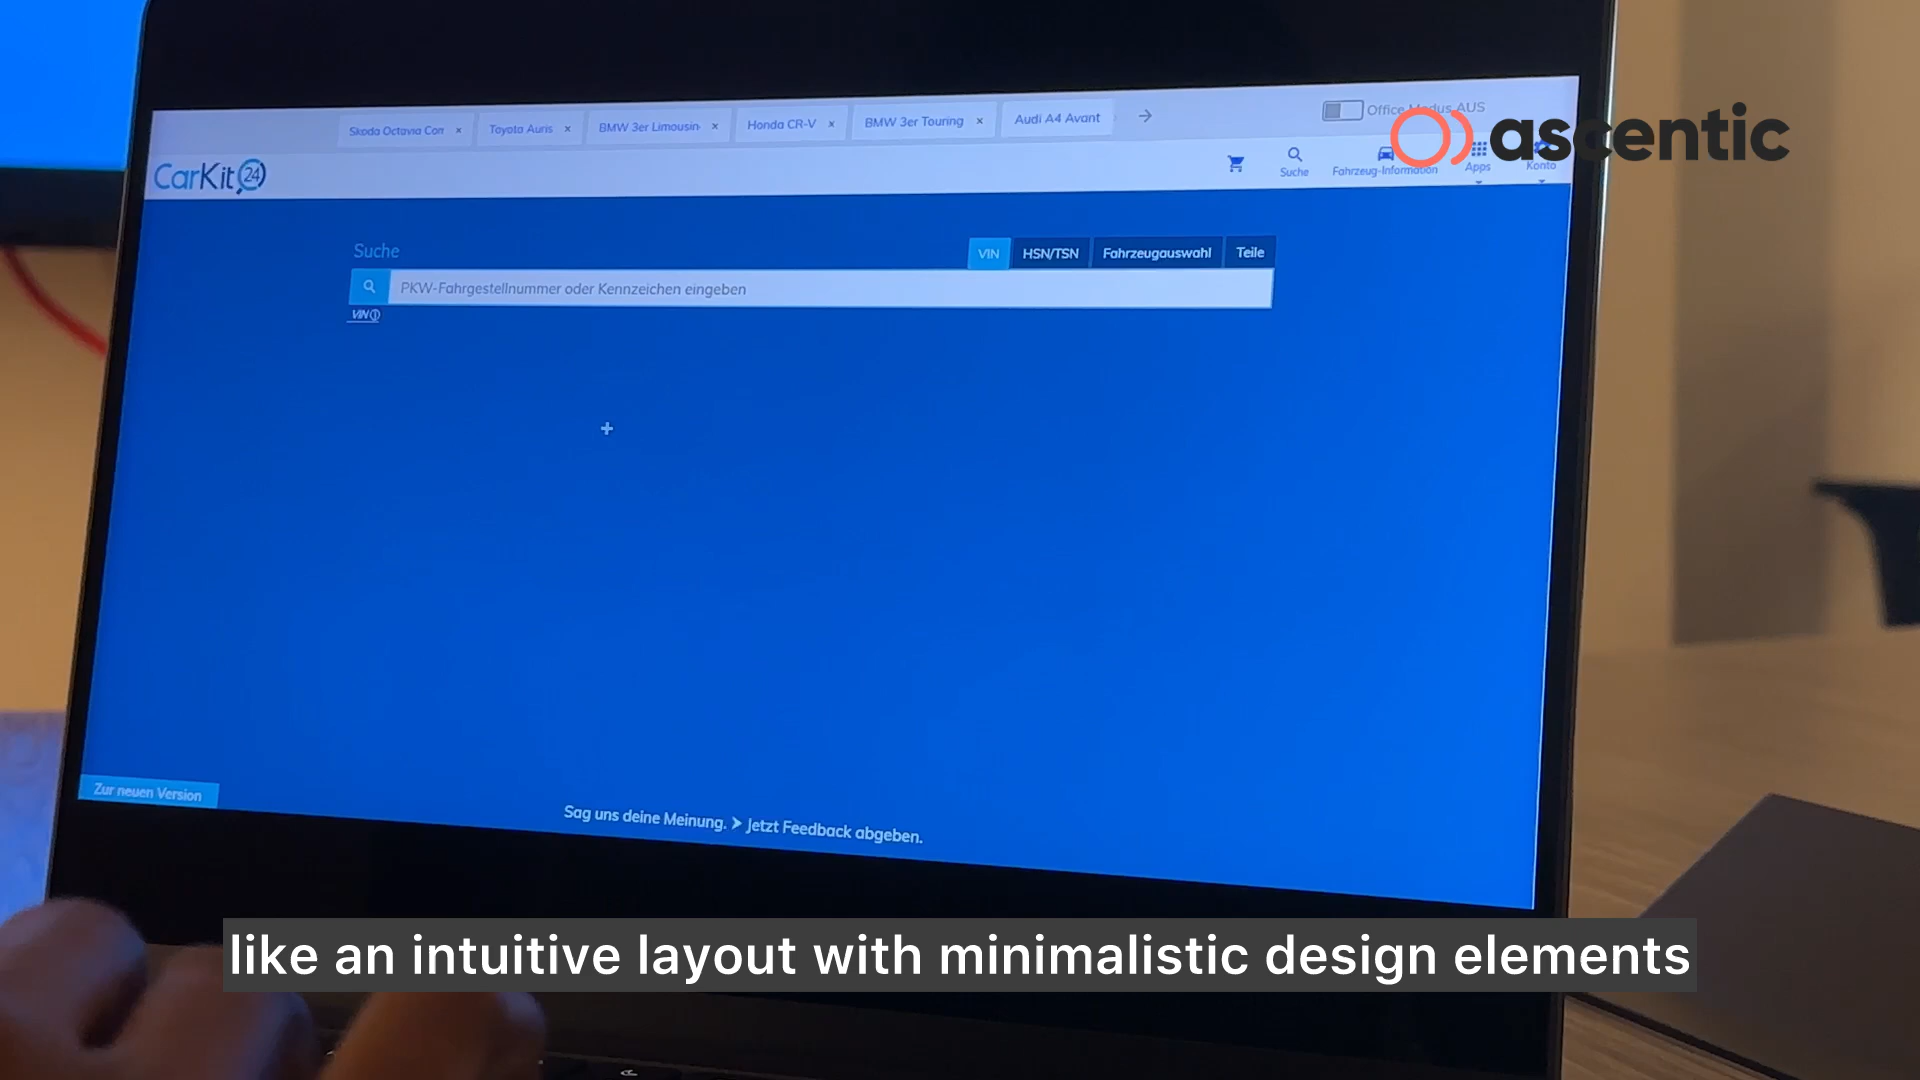 Skoda Octavia Com ×
Toyota Auris ×
BMW 3er Limousin ×
Honda CR-V ×
BMW 3er Touring ×
Audi A4 Avant
Office Modus AUS
ascentic
CarKit24
Suche
Fahrzeug-Information
Apps
Konto
Suche
VIN
HSN/TSN
Fahrzeugauswahl
Teile
PKW-Fahrgestellnummer oder Kennzeichen eingeben
VIN
Zur neuen Version
Sag uns deine Meinung. > Jetzt Feedback abgeben.
like an intuitive layout with minimalistic design elements